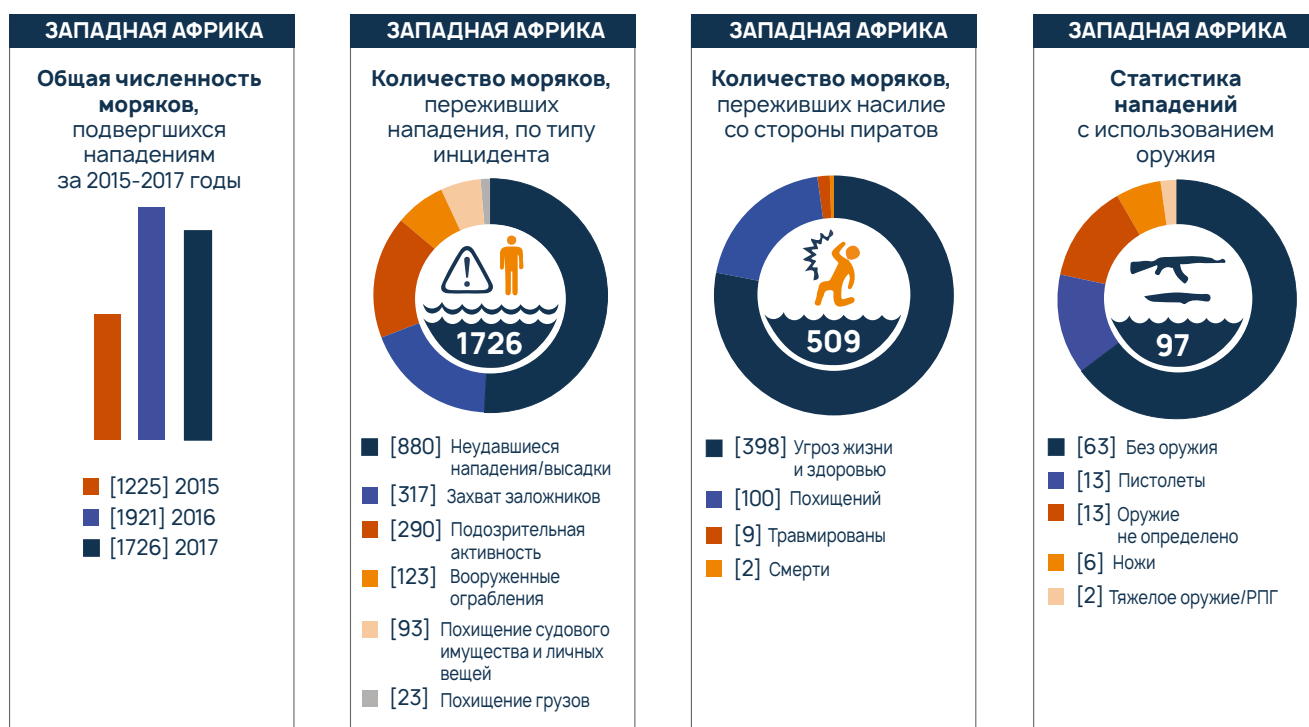 ЗАПАДНАЯ АФРИКА
Общая численность
моряков,
подвергшихся
нападениям
за 2015-2017 годы
[1225] 2015
[1921] 2016
[1726] 2017
ЗАПАДНАЯ АФРИКА
Количество моряков,
переживших
нападения, по типу
инцидента
1726
[880] Неудавшиеся
нападения/высадки
[317] Захват заложников
[290] Подозрительная
активность
[123] Вооруженные
ограбления
[93] Похищение судового
имущества и личных
вещей
[23] Похищение грузов
ЗАПАДНАЯ АФРИКА
Количество моряков,
переживших насилие
со стороны пиратов
509
[398] Угроз жизни
и здоровью
[100] Похищений
[9] Травмированы
[2] Смерти
ЗАПАДНАЯ АФРИКА
Статистика
нападений
с использованием
оружия
97
[63] Без оружия
[13] Пистолеты
[13] Оружие
не определено
[6] Ножи
[2] Тяжелое оружие/РПГ